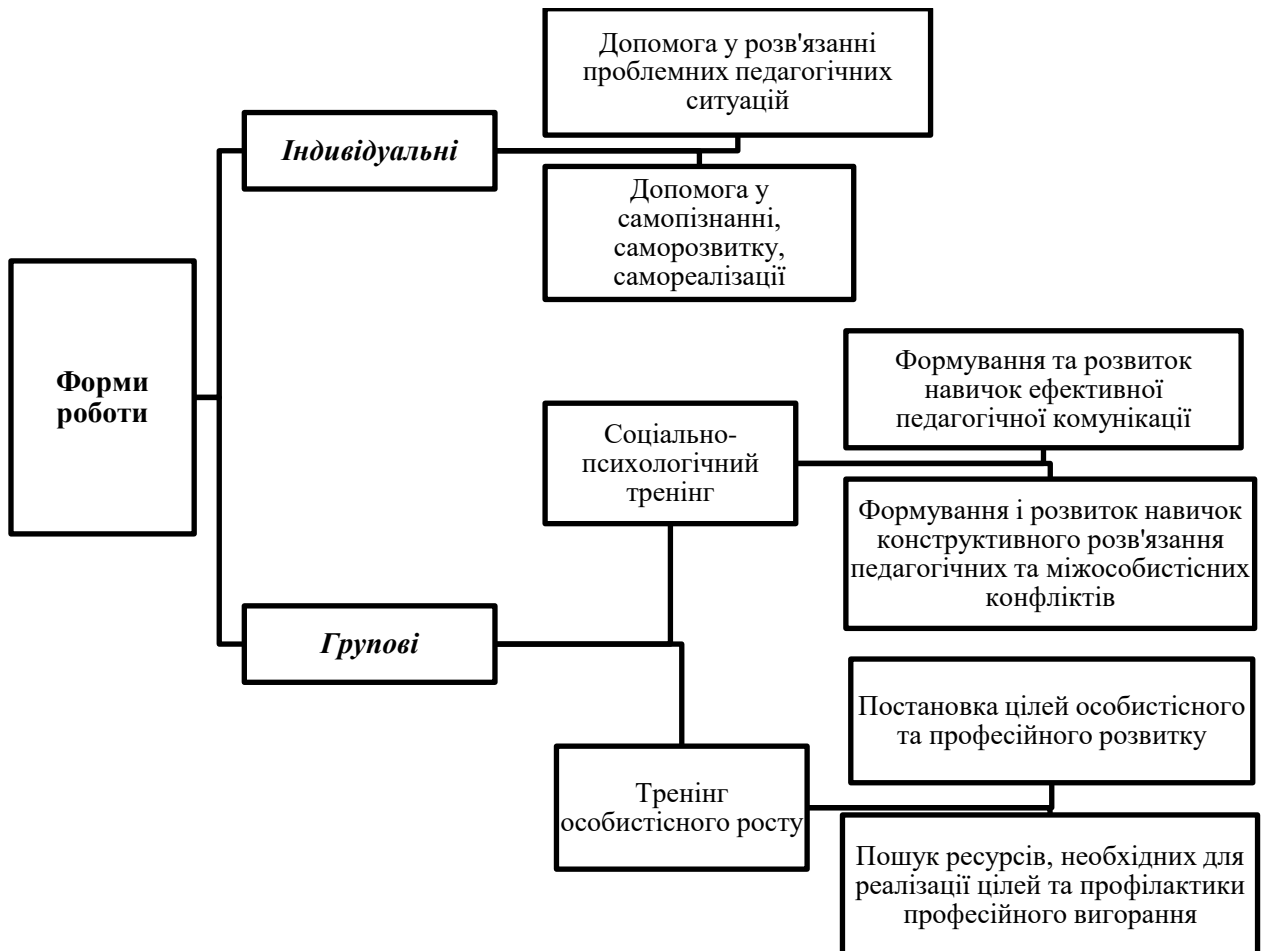 Форми
роботи
Індивідуальні
Допомога у розв'язанні
проблемних педагогічних
ситуацій
Допомога у
самопізнанні,
саморозвитку,
самореалізації
Групові
Соціально-
психологічний
тренінг
Формування та розвиток
навичок ефективної
педагогічної комунікації
Формування і розвиток навичок
конструктивного розв'язання
педагогічних та міжособистісних
конфліктів
Тренінг
особистісного росту
Постановка цілей особистісного
та професійного розвитку
Пошук ресурсів, необхідних для
реалізації цілей та профілактики
професійного вигорання